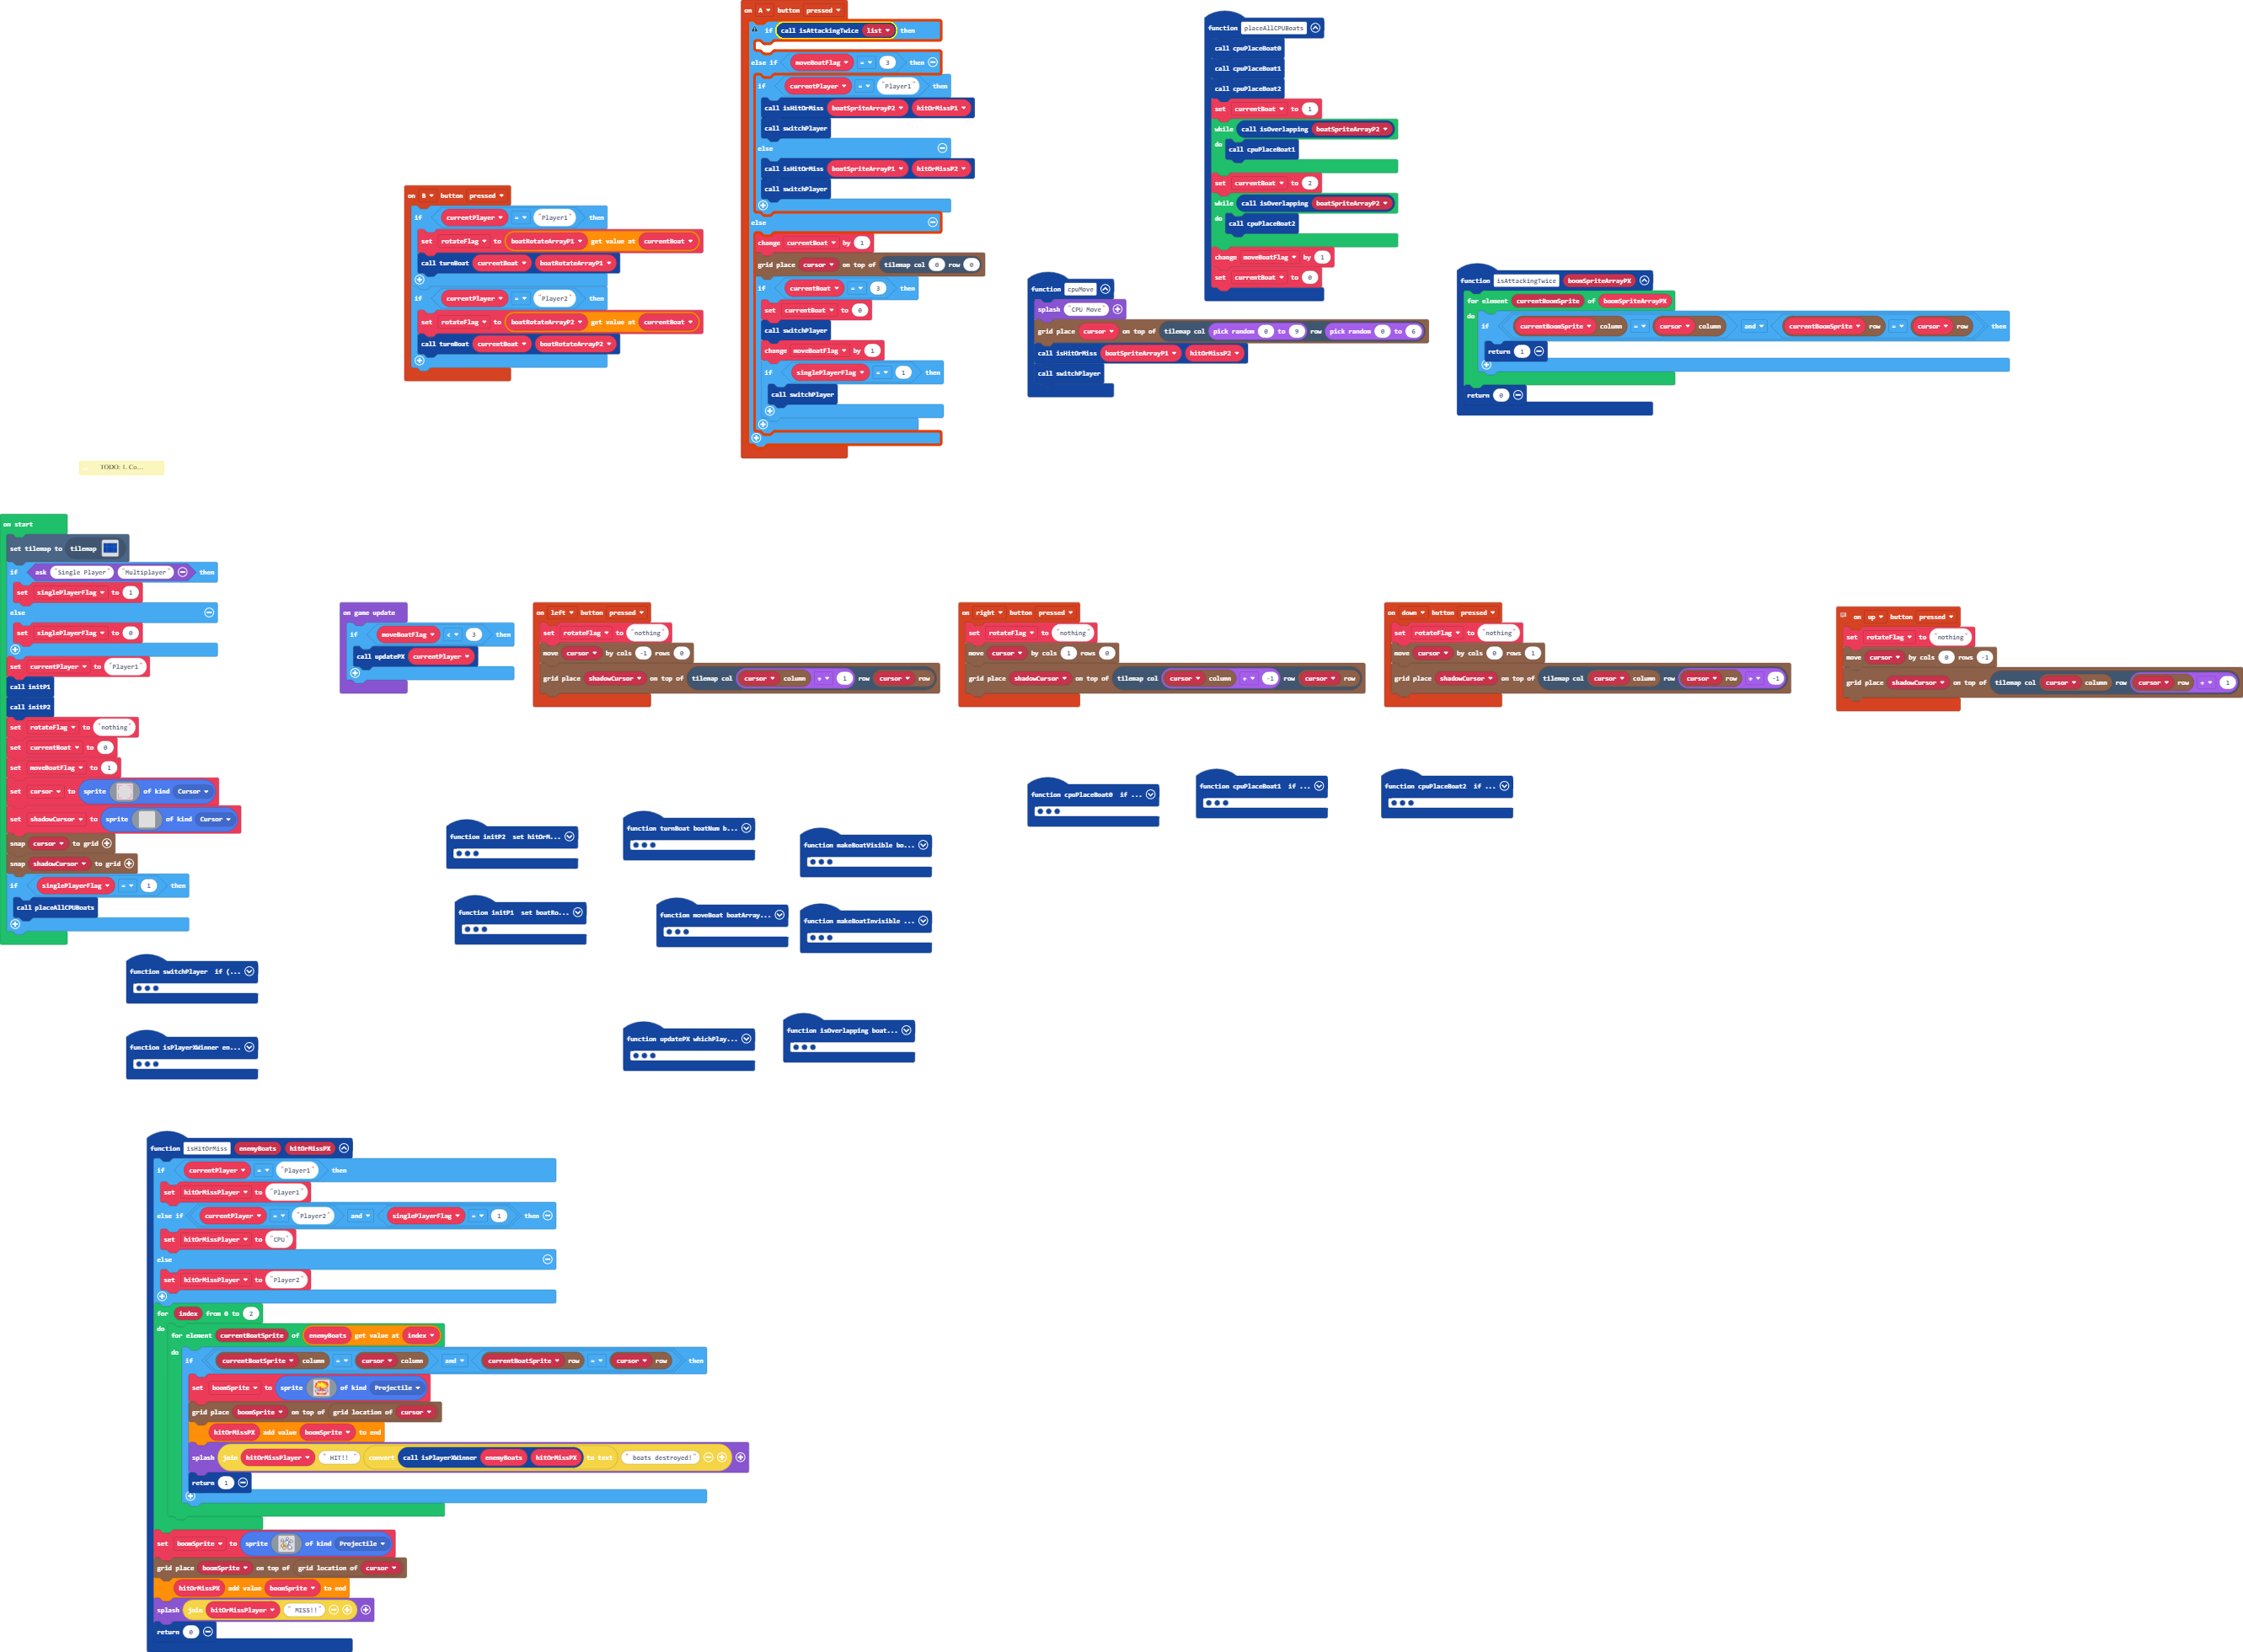 on A button pressed
if call isAttackingTwice list then
else if moveBoatFlag = 3 then
if currentPlayer = "Player1" then
call isHitOrMiss boatSpriteArrayP2 hitOrMissP1
call switchPlayer
else
call isHitOrMiss boatSpriteArrayP1 hitOrMissP2
call switchPlayer
else
change currentBoat by 1
grid place cursor on top of tilemap col 0 row 0
if currentBoat = 3 then
set currentBoat to 0
call switchPlayer
change moveBoatFlag by 1
if singlePlayerFlag = 1 then
call switchPlayer
function placeAllCPUBoats
call cpuPlaceBoat0
call cpuPlaceBoat1
call cpuPlaceBoat2
set currentBoat to 1
while call isOverlapping boatSpriteArrayP2
do call cpuPlaceBoat1
set currentBoat to 2
while call isOverlapping boatSpriteArrayP2
do call cpuPlaceBoat2
change moveBoatFlag by 1
set currentBoat to 0
on B button pressed
if currentPlayer = "Player1" then
set rotateFlag to boatRotateArrayP1 get value at currentBoat
call turnBoat currentBoat boatRotateArrayP1
if currentPlayer = "Player2" then
set rotateFlag to boatRotateArrayP2 get value at currentBoat
call turnBoat currentBoat boatRotateArrayP2
function cpuMove
splash "CPU Move"
grid place cursor on top of tilemap col pick random 0 to 9 row pick random 0 to 6
call isHitOrMiss boatSpriteArrayP1 hitOrMissP2
call switchPlayer
function isAttackingTwice boomSpriteArrayPX
for element currentBoomSprite of boomSpriteArrayPX
do if currentBoomSprite column = cursor column and currentBoomSprite row = cursor row then
return 1
return 0
TODO: 1. Co...
on start
set tilemap to tilemap
if ask "Single Player" "Multiplayer" then
set singlePlayerFlag to 1
else
set singlePlayerFlag to 0
set currentPlayer to "Player1"
call initP1
call initP2
set rotateFlag to "nothing"
set currentBoat to 0
set moveBoatFlag to 1
set cursor to sprite of kind Cursor
set shadowCursor to sprite of kind Cursor
snap cursor to grid
snap shadowCursor to grid
if singlePlayerFlag = 1 then
call placeAllCPUBoats
on game update
if moveBoatFlag < 3 then
call updatePX currentPlayer
on left button pressed
set rotateFlag to "nothing"
move cursor by cols -1 rows 0
grid place shadowCursor on top of tilemap col cursor column + 1 row cursor row
on right button pressed
set rotateFlag to "nothing"
move cursor by cols 1 rows 0
grid place shadowCursor on top of tilemap col cursor column + -1 row cursor row
on down button pressed
set rotateFlag to "nothing"
move cursor by cols 0 rows 1
grid place shadowCursor on top of tilemap col cursor column row cursor row + -1
on up button pressed
set rotateFlag to "nothing"
move cursor by cols 0 rows -1
grid place shadowCursor on top of tilemap col cursor column row cursor row + 1
function cpuPlaceBoat0 if ...
function cpuPlaceBoat1 if ...
function cpuPlaceBoat2 if ...
function initP2 set hitOrM...
function turnBoat boatNum b...
function makeBoatVisible bo...
function initP1 set boatRo...
function moveBoat boatArray...
function makeBoatInvisible ...
function switchPlayer if (...
function isPlayerXWinner en...
function updatePX whichPlay...
function isOverlapping boat...
function isHitOrMiss enemyBoats hitOrMissPX
if currentPlayer = "Player1" then
set hitOrMissPlayer to "Player1"
else if currentPlayer = "Player2" and singlePlayerFlag = 1 then
set hitOrMissPlayer to "CPU"
else
set hitOrMissPlayer to "Player2"
for index from 0 to 2
do for element currentBoatSprite of enemyBoats get value at index
do if currentBoatSprite column = cursor column and currentBoatSprite row = cursor row then
set boomSprite to sprite of kind Projectile
grid place boomSprite on top of grid location of cursor
hitOrMissPX add value boomSprite to end
splash join hitOrMissPlayer " HIT!! " convert call isPlayerXWinner enemyBoats hitOrMissPX to text " boats destroyed!"
return 1
set boomSprite to sprite of kind Projectile
grid place boomSprite on top of grid location of cursor
hitOrMissPX add value boomSprite to end
splash join hitOrMissPlayer " MISS!!"
return 0